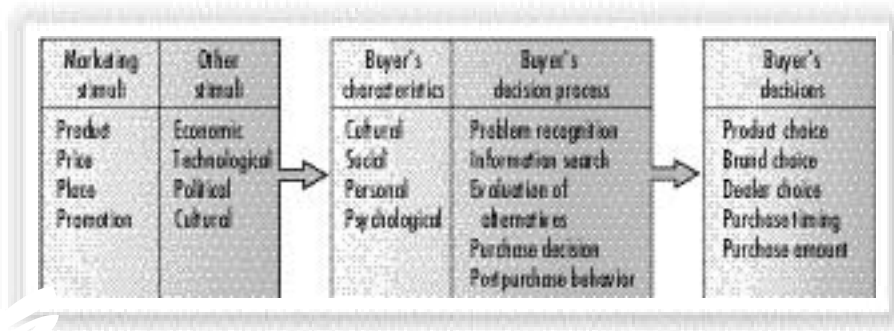 Marketing
stimuli
Product
Price
Place
Promotion
Other
stimuli
Economic
Technological
Political
Cultural
Buyer's
characteristics
Cultural
Social
Personal
Psychological
Buyer's
decision process
Problem recognition
Information search
Evaluation of
alternatives
Purchase decision
Postpurchase behavior
Buyer's
decisions
Product choice
Brand choice
Dealer choice
Purchase timing
Purchase amount